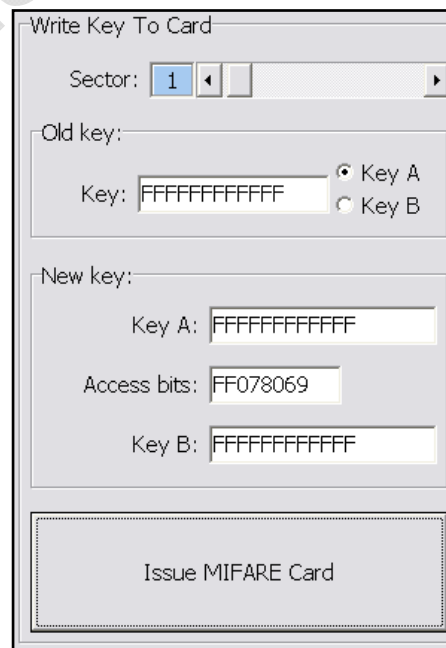 Write Key To Card
Sector: 1
Old key:
Key: FFFFFFFFFFFF
Key A
Key B
New key:
Key A: FFFFFFFFFFFF
Access bits: FF078069
Key B: FFFFFFFFFFFF
Issue MIFARE Card